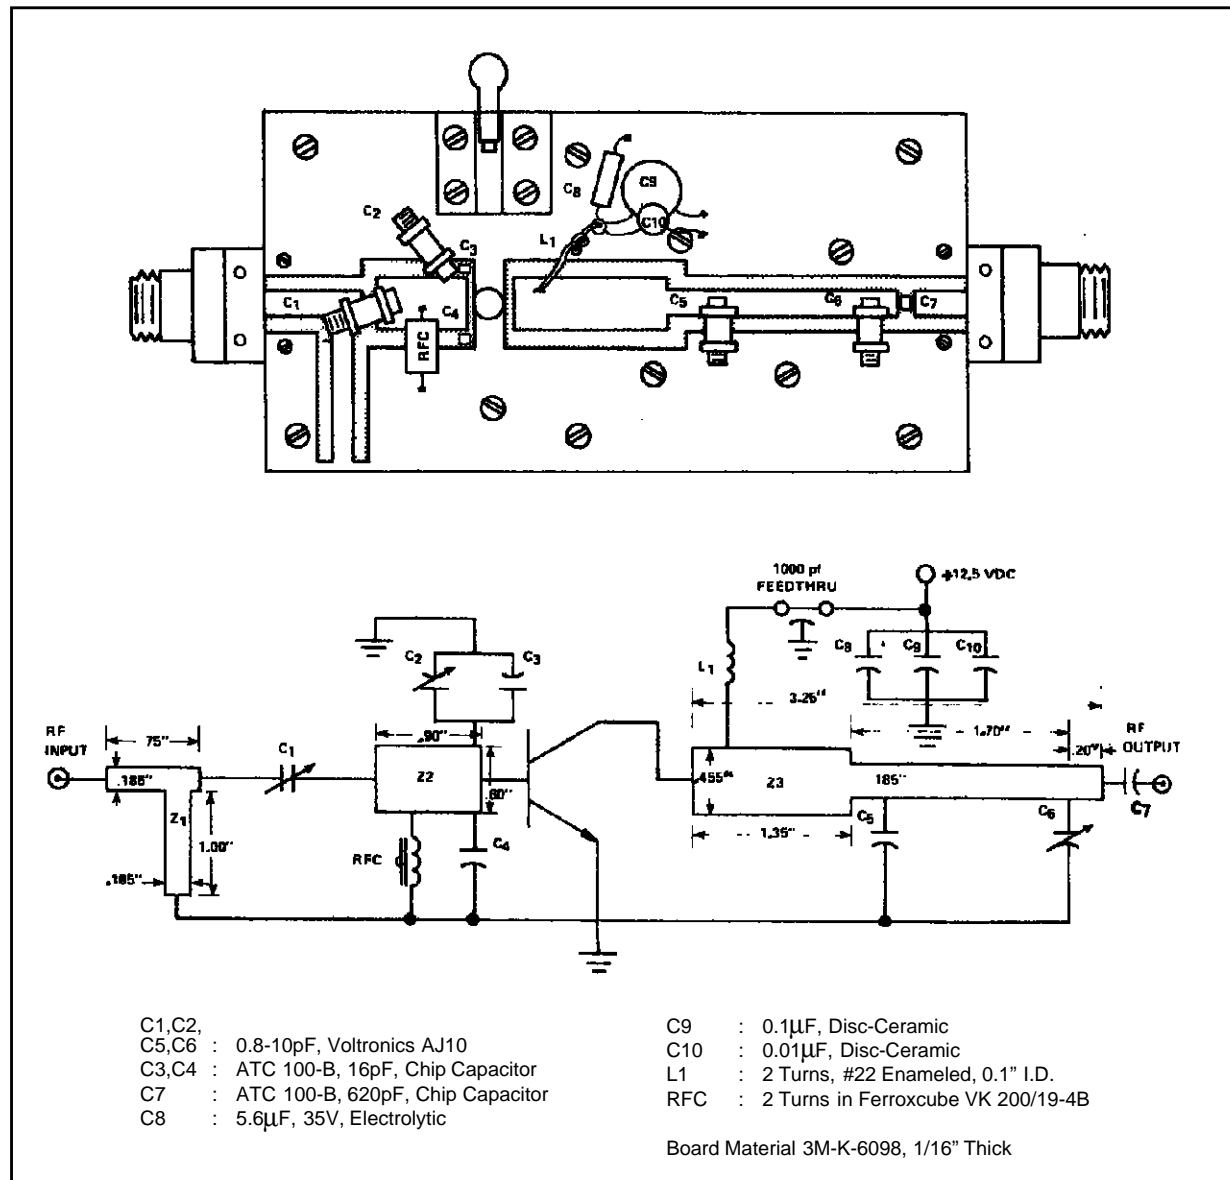 C2
C3
C8
C9
C10
L1
C1
C4
RFC
C5
C6
C7
1000 pf
FEEDTHRU
+12.5 VDC
C2
C3
L1
C8
C9
C10
3.25"
RF
INPUT
75"
.185"
Z1
1.00"
.185"
C1
.90"
Z2
.60"
RFC
C4
.455"
Z3
1.35"
185"
1.70"
.20"
C5
C6
RF
OUTPUT
C7
C1,C2,
C5,C6 : 0.8-10pF, Voltronics AJ10
C3,C4 : ATC 100-B, 16pF, Chip Capacitor
C7 : ATC 100-B, 620pF, Chip Capacitor
C8 : 5.6µF, 35V, Electrolytic
C9 : 0.1µF, Disc-Ceramic
C10 : 0.01µF, Disc-Ceramic
L1 : 2 Turns, #22 Enameled, 0.1” I.D.
RFC : 2 Turns in Ferroxcube VK 200/19-4B
Board Material 3M-K-6098, 1/16” Thick